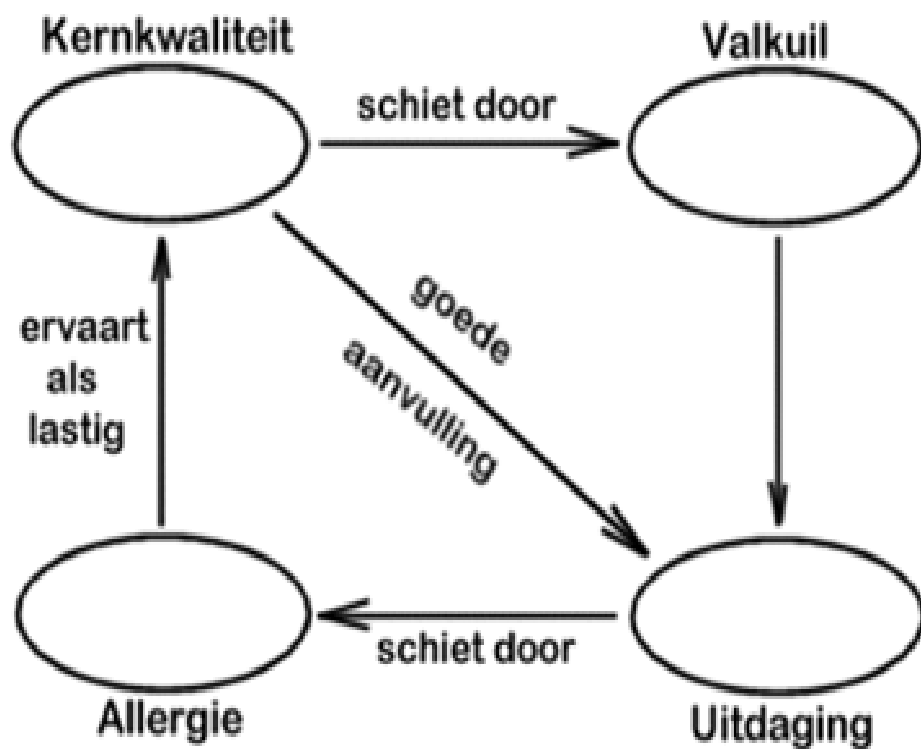 Kernkwaliteit
Valkuil
schiet door
goede
aanvulling
ervaart
als
lastig
schiet door
Allergie
Uitdaging